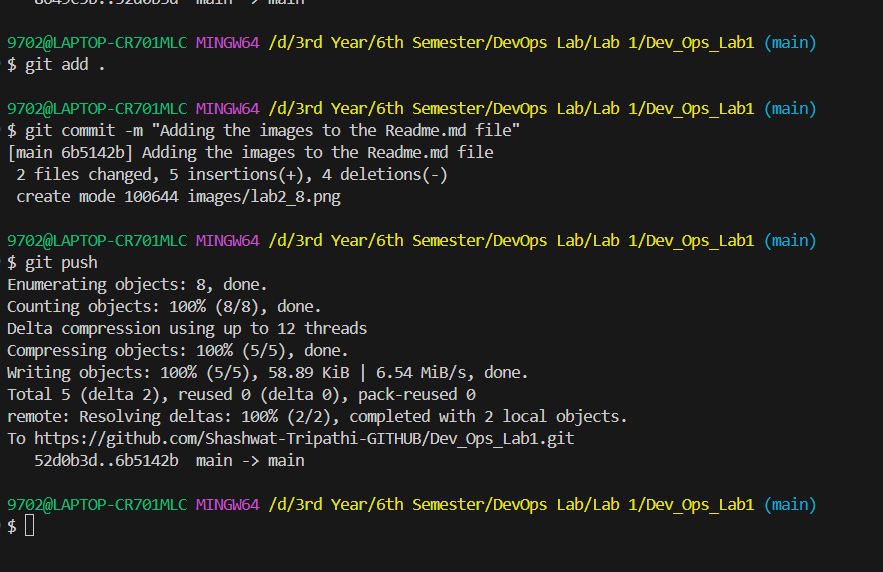 8049c9b..52d0b3d  main -> main
9702@LAPTOP-CR701MLC MINGW64 /d/3rd Year/6th Semester/DevOps Lab/Lab 1/Dev_Ops_Lab1 (main)
$ git add .
9702@LAPTOP-CR701MLC MINGW64 /d/3rd Year/6th Semester/DevOps Lab/Lab 1/Dev_Ops_Lab1 (main)
$ git commit -m "Adding the images to the Readme.md file"
[main 6b5142b] Adding the images to the Readme.md file
 2 files changed, 5 insertions(+), 4 deletions(-)
 create mode 100644 images/lab2_8.png
9702@LAPTOP-CR701MLC MINGW64 /d/3rd Year/6th Semester/DevOps Lab/Lab 1/Dev_Ops_Lab1 (main)
$ git push
Enumerating objects: 8, done.
Counting objects: 100% (8/8), done.
Delta compression using up to 12 threads
Compressing objects: 100% (5/5), done.
Writing objects: 100% (5/5), 58.89 KiB | 6.54 MiB/s, done.
Total 5 (delta 2), reused 0 (delta 0), pack-reused 0
remote: Resolving deltas: 100% (2/2), completed with 2 local objects.
To https://github.com/Shashwat-Tripathi-GITHUB/Dev_Ops_Lab1.git
   52d0b3d..6b5142b  main -> main
9702@LAPTOP-CR701MLC MINGW64 /d/3rd Year/6th Semester/DevOps Lab/Lab 1/Dev_Ops_Lab1 (main)
$